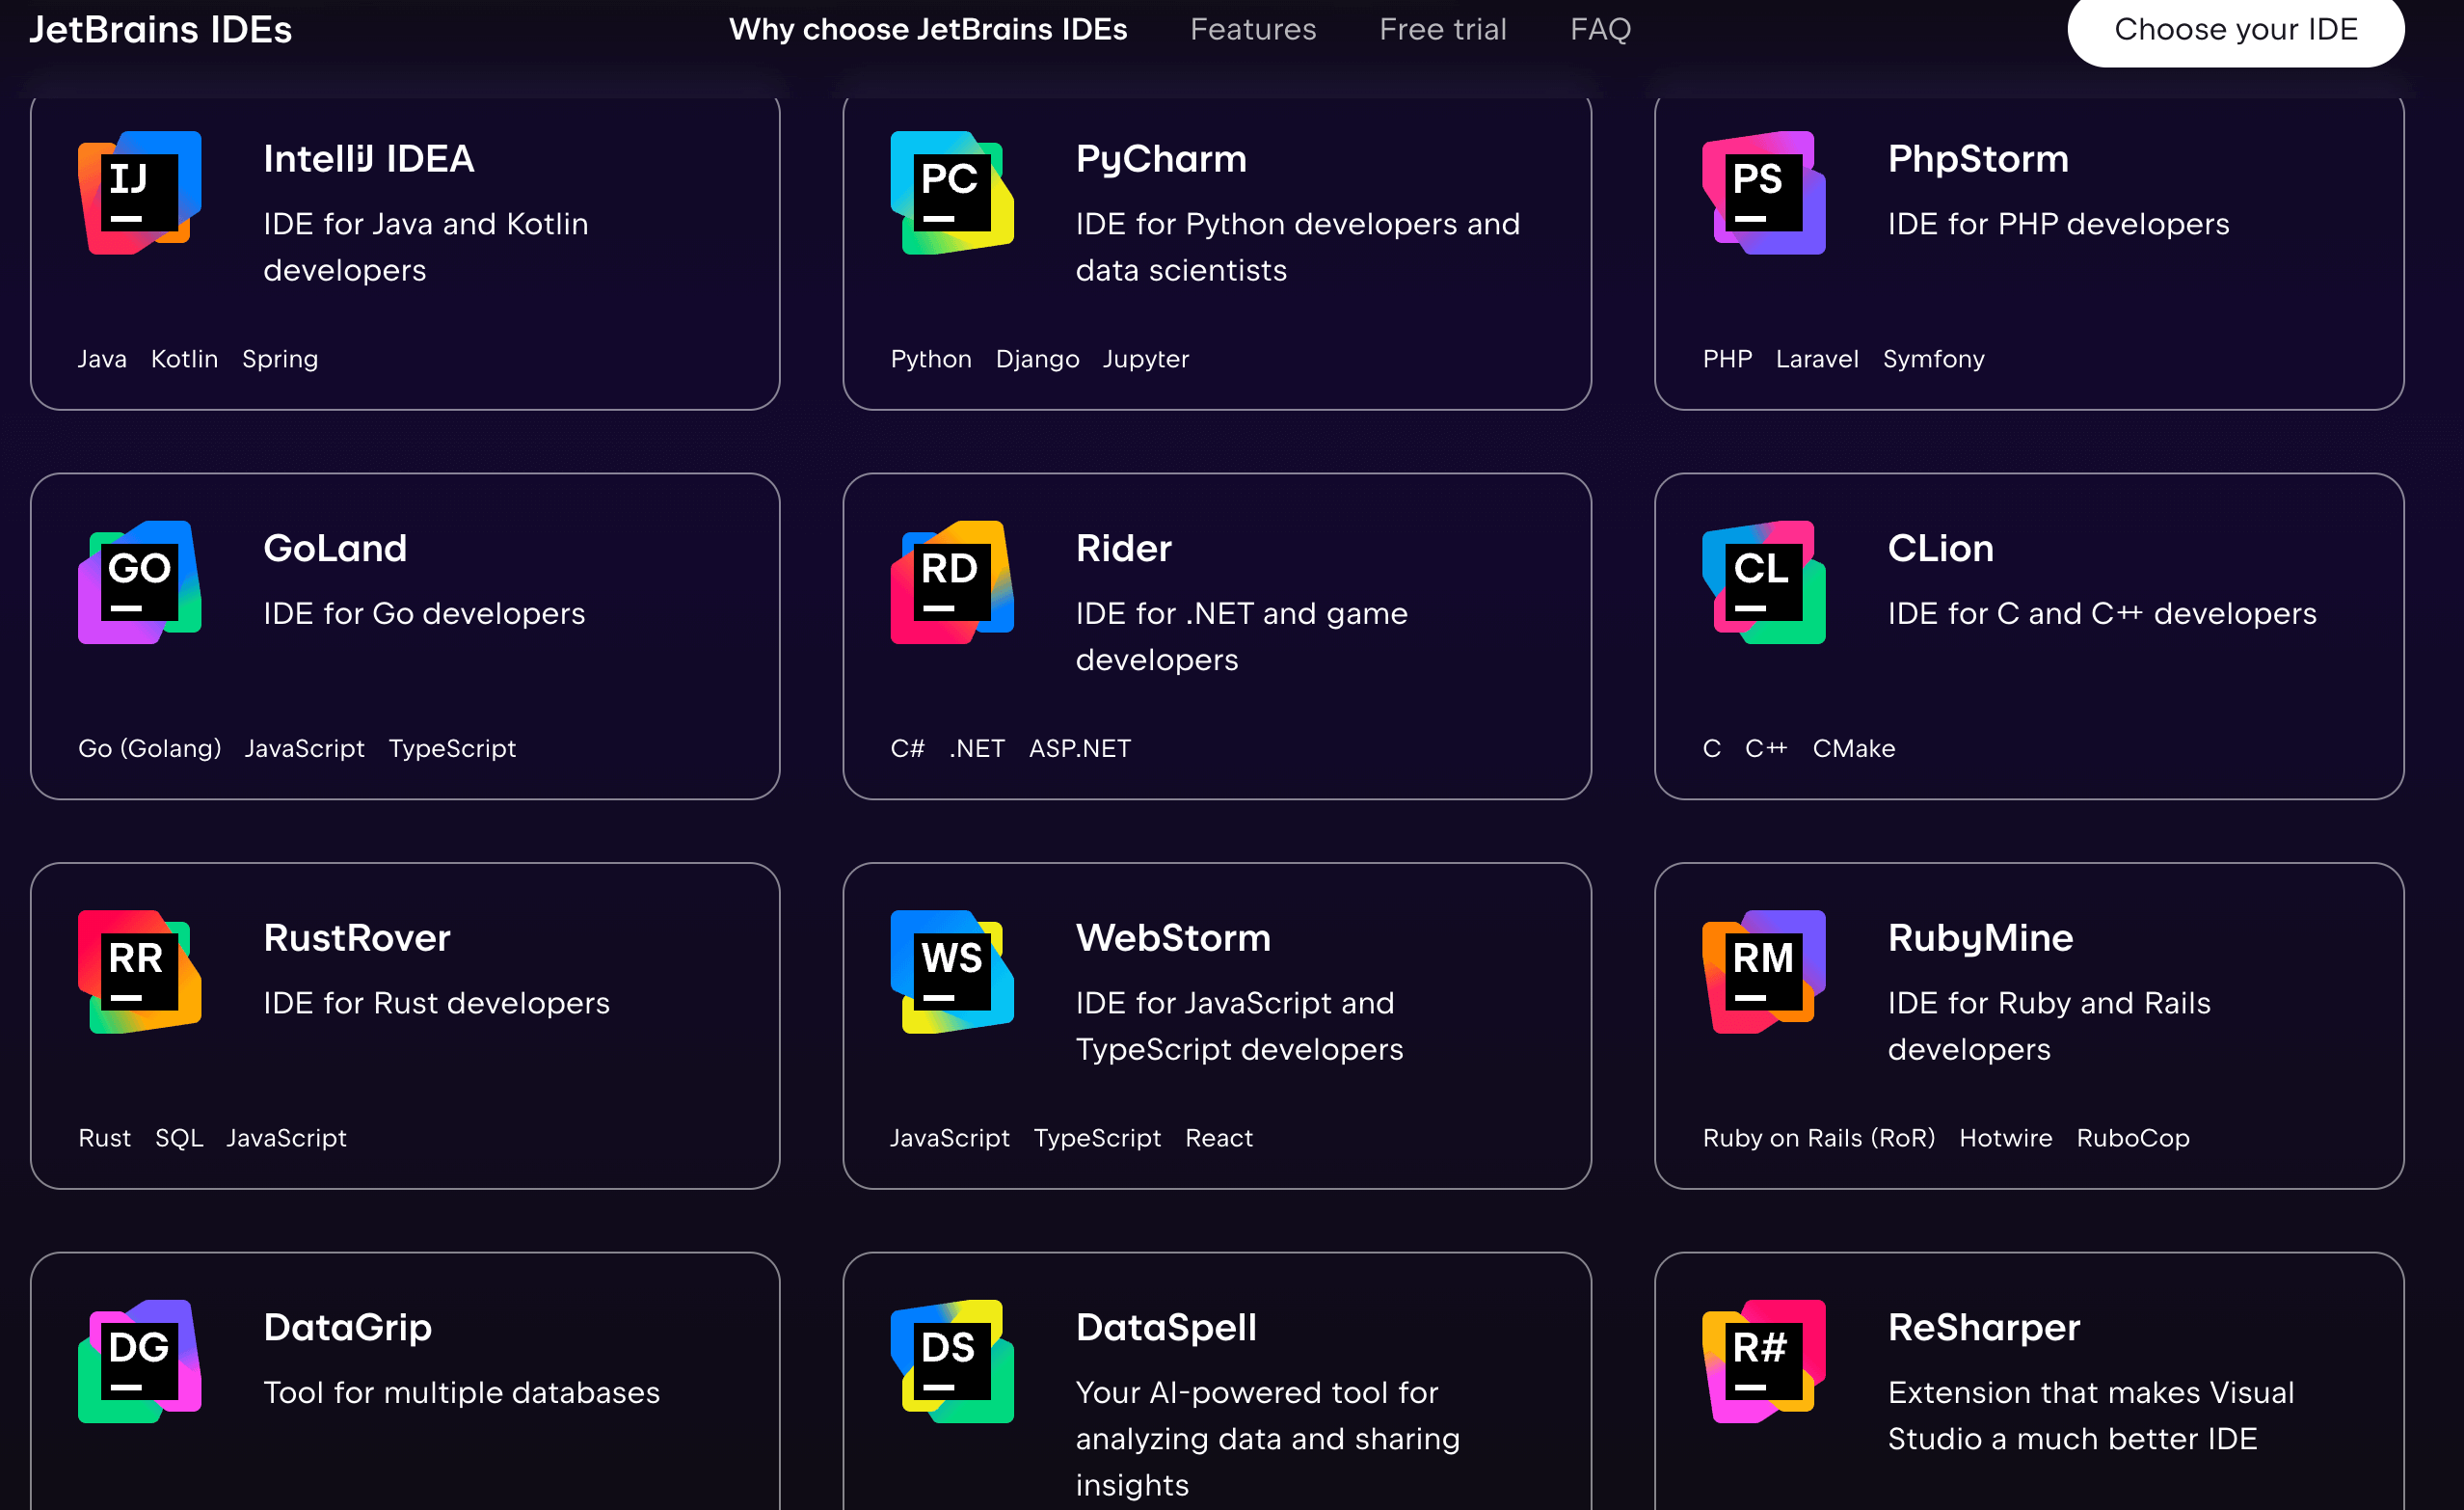 JetBrains IDEs
Why choose JetBrains IDEs
Features
Free trial
FAQ
Choose your IDE
IJ
IntelliJ IDEA
IDE for Java and Kotlin
developers
Java Kotlin Spring
PC
PyCharm
IDE for Python developers and
data scientists
Python Django Jupyter
PS
PhpStorm
IDE for PHP developers
PHP Laravel Symfony
GO
GoLand
IDE for Go developers
Go (Golang) JavaScript TypeScript
RD
Rider
IDE for .NET and game
developers
C# .NET ASP.NET
CL
CLion
IDE for C and C++ developers
C C++ CMake
RR
RustRover
IDE for Rust developers
Rust SQL JavaScript
WS
WebStorm
IDE for JavaScript and
TypeScript developers
JavaScript TypeScript React
RM
RubyMine
IDE for Ruby and Rails
developers
Ruby on Rails (RoR) Hotwire RuboCop
DG
DataGrip
Tool for multiple databases
DS
DataSpell
Your AI-powered tool for
analyzing data and sharing
insights
R#
ReSharper
Extension that makes Visual
Studio a much better IDE